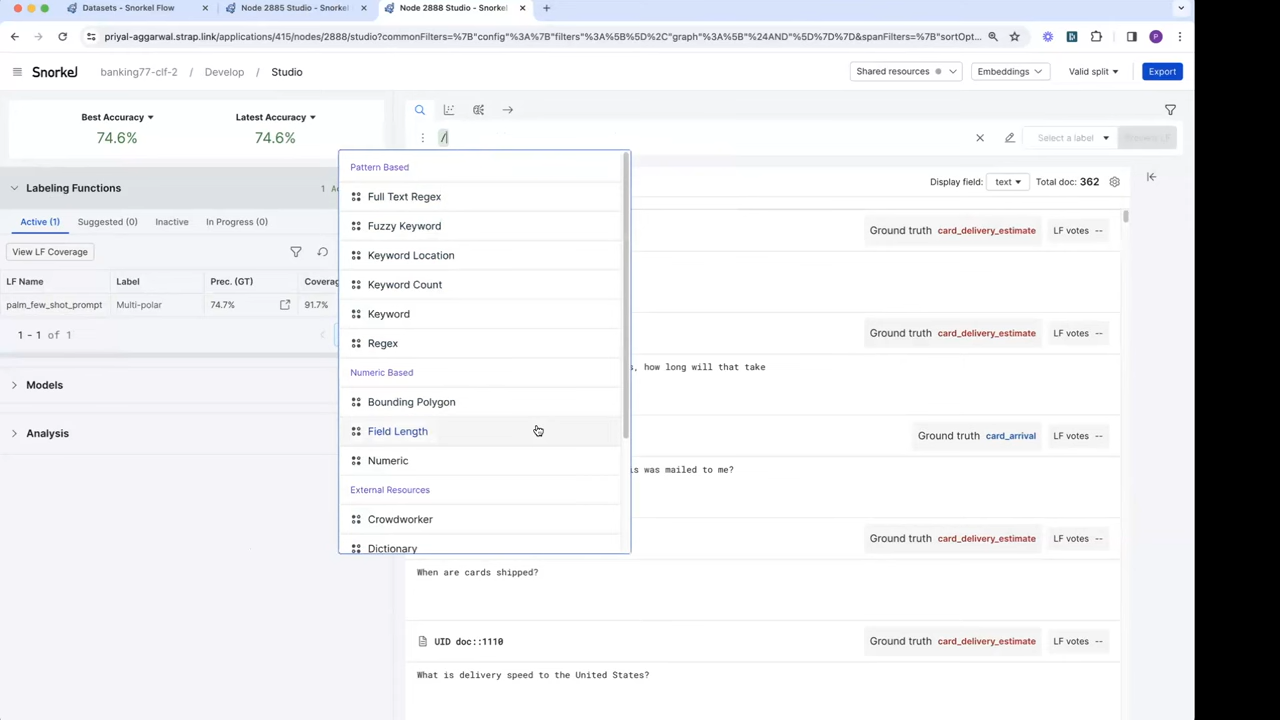 Datasets - Snorkel Flow
Node 2885 Studio - Snorkel
Node 2888 Studio - Snorkel
priyal-aggarwal.strap.link/applications/415/nodes/2888/studio?commonFilters=%7B"config"%3A%7B"filters"%3A%5B%5D%2C"graph"%3A%5B"%24AND"%5D%7D%7D&spanFilters=%7B"sortOpt...
P
Snorkel
banking77-clf-2 / Develop / Studio
Shared resources
Embeddings
Valid split
Export
Best Accuracy
Latest Accuracy
74.6%
74.6%
/
Select a label
Preview LF
Labeling Functions
Active (1)
Suggested (0)
Inactive
In Progress (0)
View LF Coverage
LF Name
Label
Prec. (GT)
palm_few_shot_prompt
Multi-polar
74.7%
91.7%
1 - 1 of 1
Models
Analysis
Pattern Based
Full Text Regex
Fuzzy Keyword
Keyword Location
Keyword Count
Keyword
Regex
Numeric Based
Bounding Polygon
Field Length
Numeric
External Resources
Crowdworker
Dictionary
Display field:
text
Total doc: 362
Ground truth card_delivery_estimate
LF votes --
Ground truth card_delivery_estimate
LF votes --
s, how long will that take
Ground truth card_arrival
LF votes --
is was mailed to me?
Ground truth card_delivery_estimate
LF votes --
When are cards shipped?
UID doc::1110
Ground truth card_delivery_estimate
LF votes --
What is delivery speed to the United States?